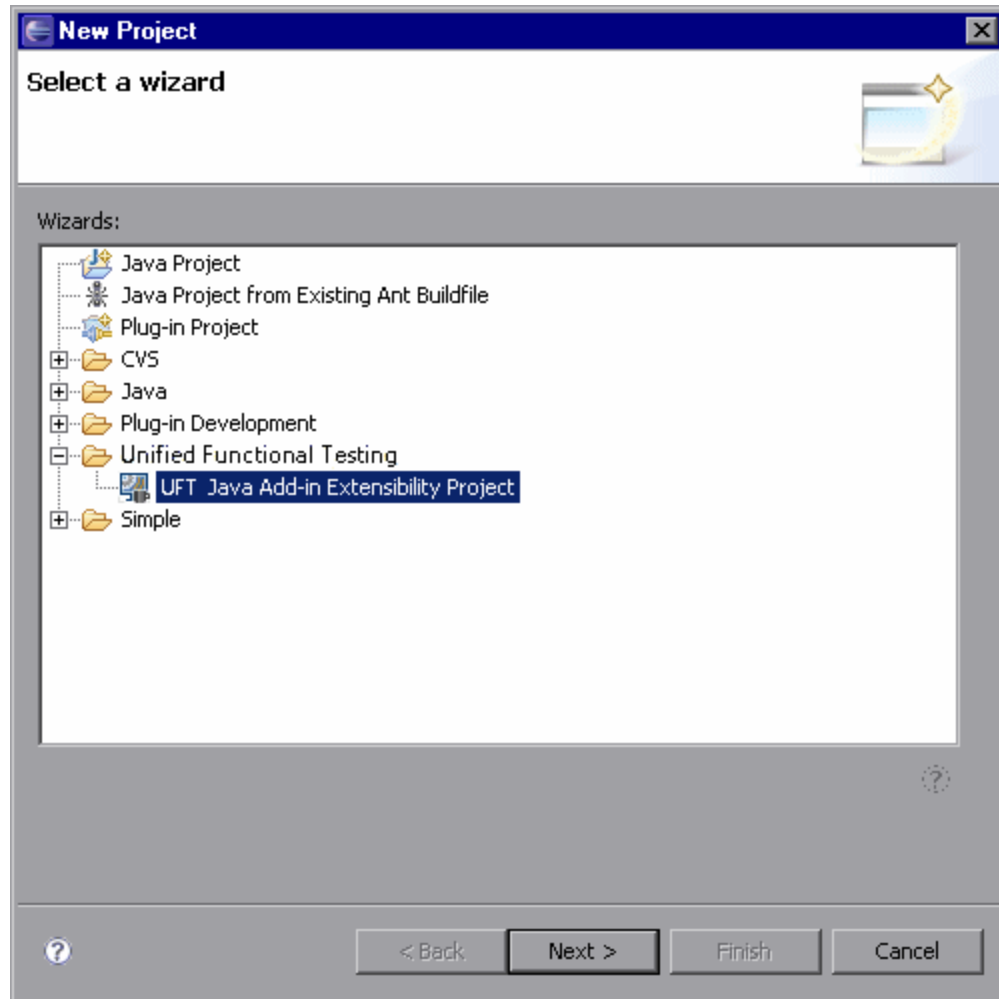 New Project
Select a wizard
Wizards:
Java Project
Java Project from Existing Ant Buildfile
Plug-in Project
CVS
Java
Plug-in Development
Unified Functional Testing
UFT Java Add-in Extensibility Project
Simple
< Back Next > Finish Cancel